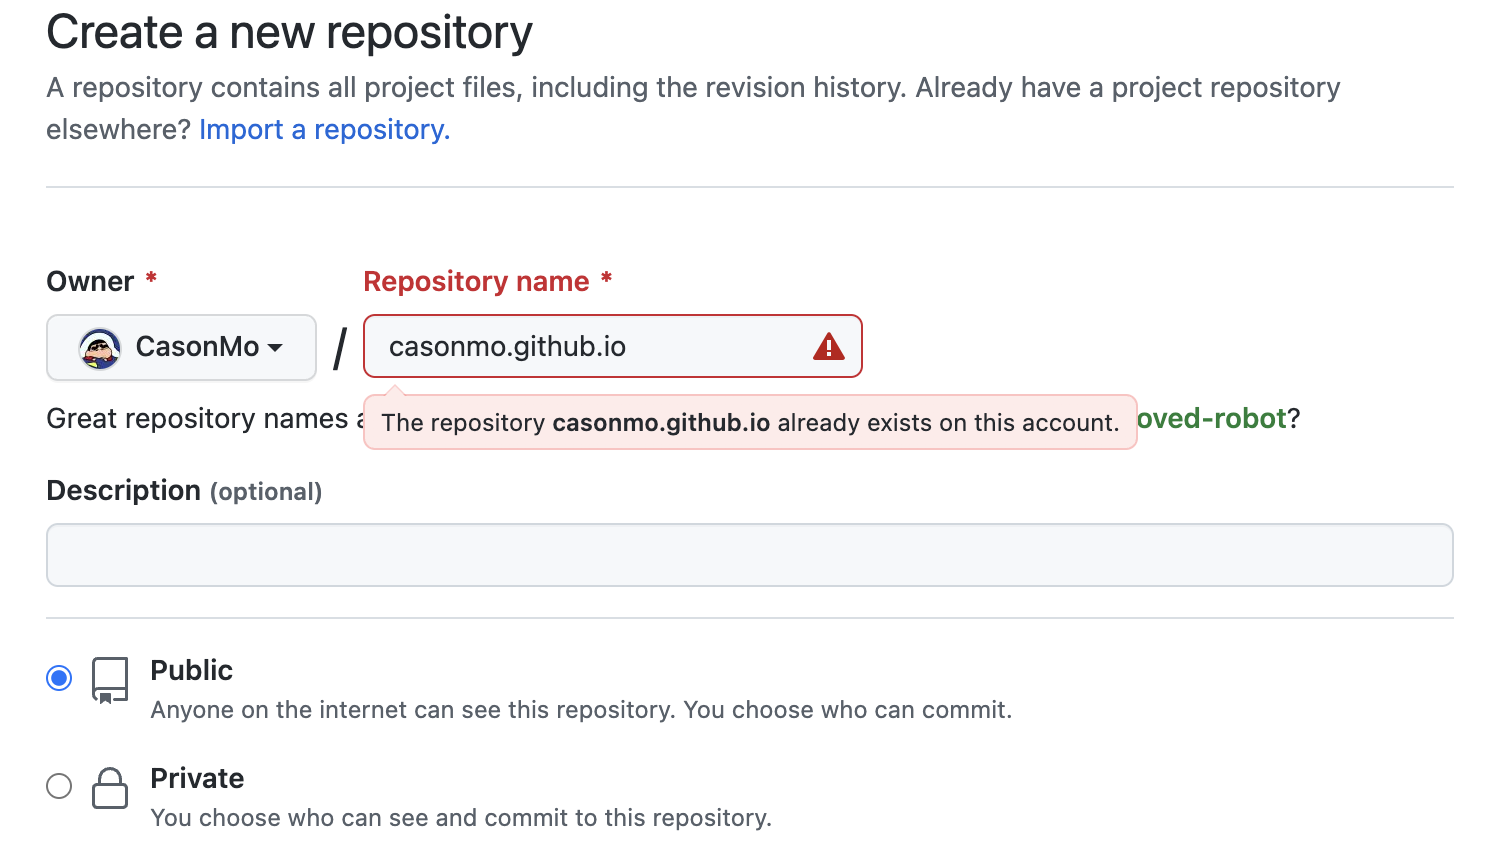 Create a new repository
A repository contains all project files, including the revision history. Already have a project repository
elsewhere? Import a repository.
Owner *
Repository name *
CasonMo
/
casonmo.github.io
Great repository names
The repository casonmo.github.io already exists on this account.
oved-robot?
Description (optional)
Public
Anyone on the internet can see this repository. You choose who can commit.
Private
You choose who can see and commit to this repository.